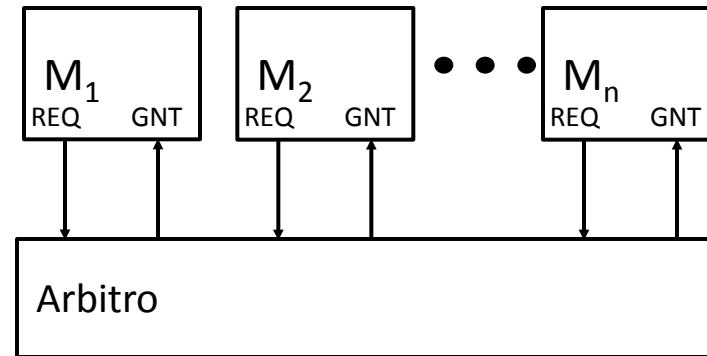 M₁
REQ GNT
M₂
REQ GNT
Mₙ
REQ GNT
Arbitro